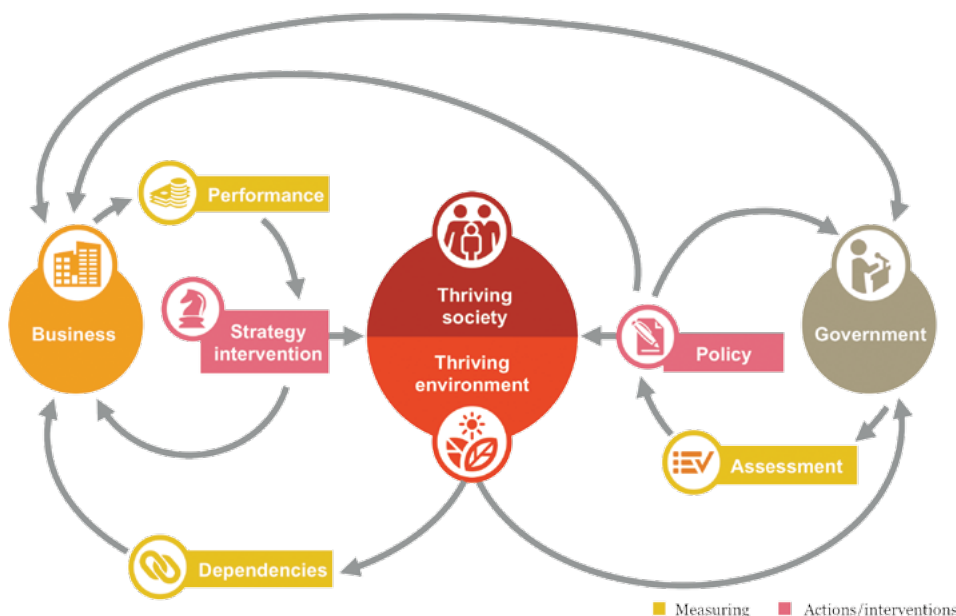 Performance
Business
Strategy
intervention
Thriving
society
Thriving
environment
Policy
Government
Assessment
Dependencies
Measuring
Actions/interventions